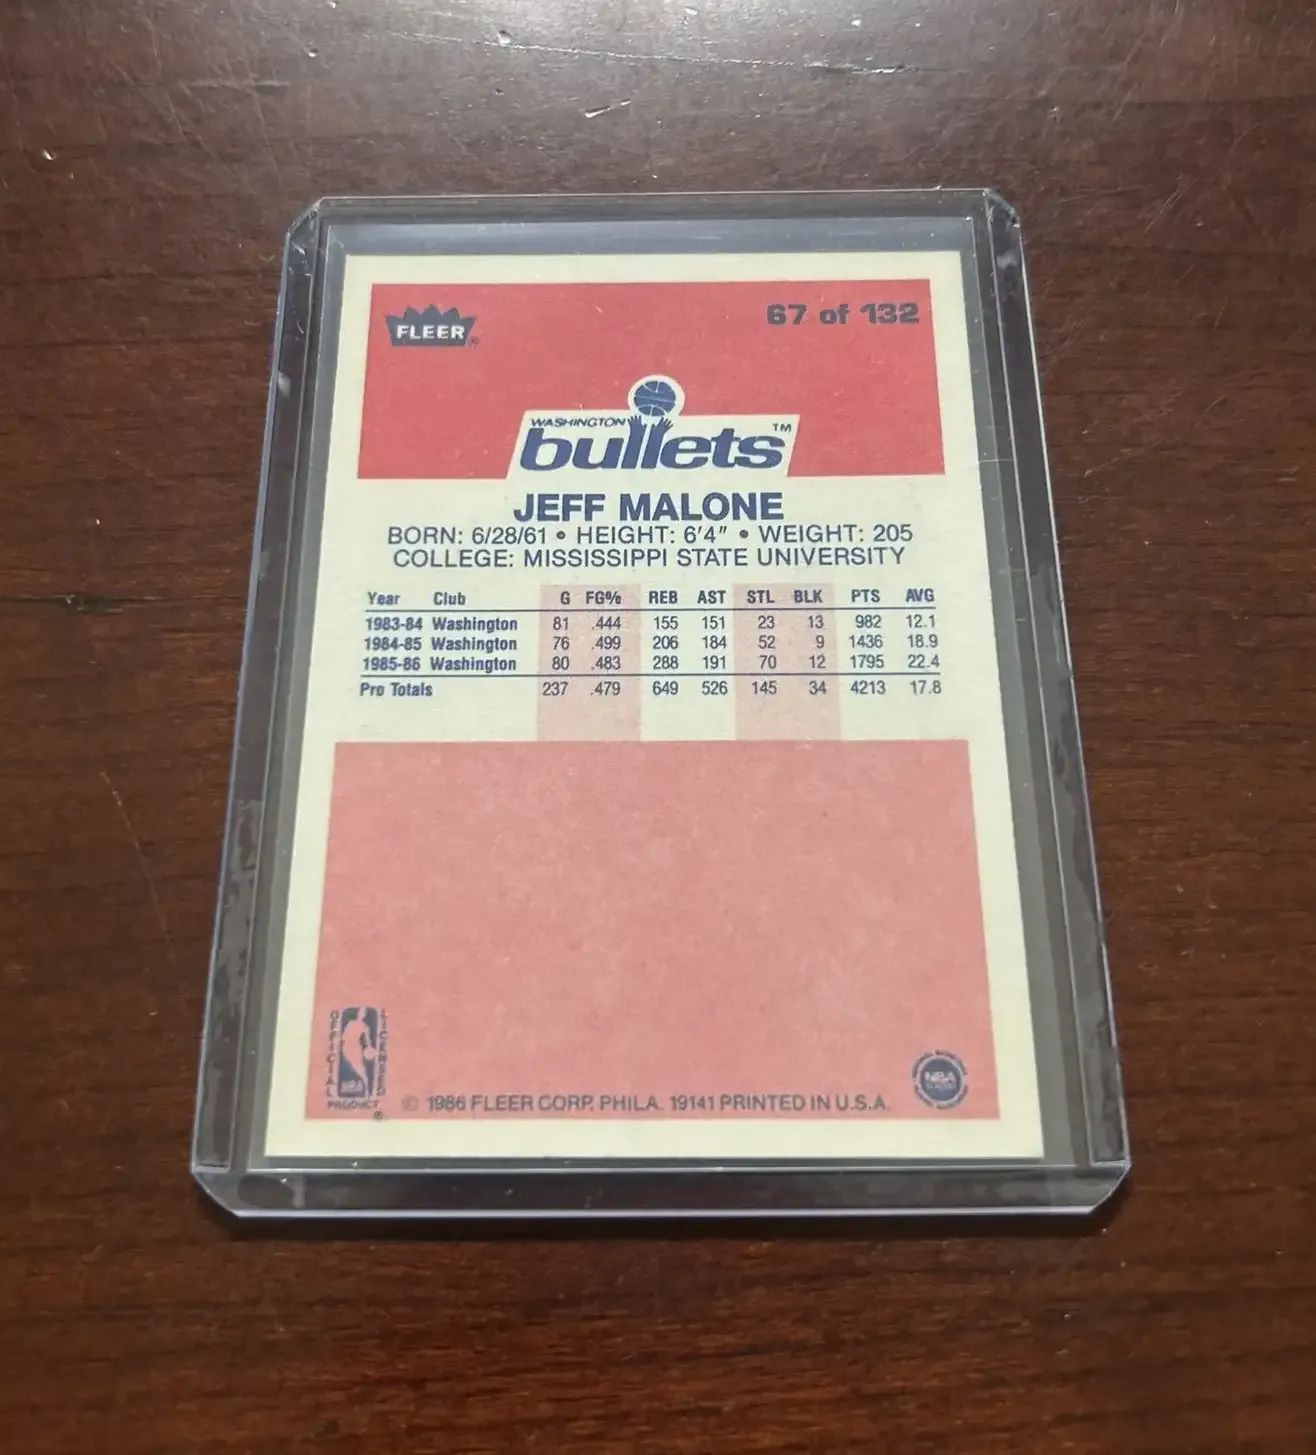 67 of 132
FLEER®
WASHINGTON
bullets™
JEFF MALONE
BORN: 6/28/61 • HEIGHT: 6'4" • WEIGHT: 205
COLLEGE: MISSISSIPPI STATE UNIVERSITY
Year Club G FG% REB AST STL BLK PTS AVG
1983-84 Washington 81 .444 155 151 23 13 982 12.1
1984-85 Washington 76 .499 206 184 52 9 1436 18.9
1985-86 Washington 80 .483 288 191 70 12 1795 22.4
Pro Totals 237 .479 649 526 145 34 4213 17.8
OFFICIAL LICENSED
NBA
PRODUCT ®
© 1986 FLEER CORP., PHILA. 19141 PRINTED IN U.S.A.
NBA